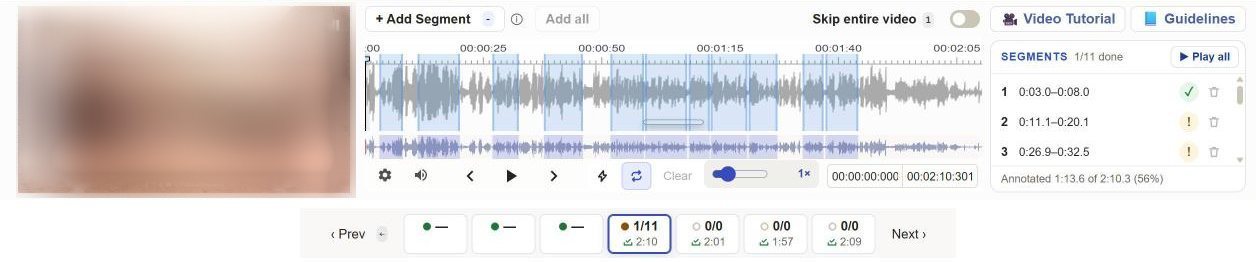 + Add Segment -
Add all
Skip entire video 1
Video Tutorial
Guidelines
:00 00:00:25 00:00:50 00:01:15 00:01:40 00:02:05
SEGMENTS 1/11 done
▶ Play all
1 0:03.0–0:08.0
2 0:11.1–0:20.1 !
3 0:26.9–0:32.5 !
Clear
1×
00:00:00:000
00:02:10:301
Annotated 1:13.6 of 2:10.3 (56%)
‹ Prev ←
—
—
—
1/11
2:10
0/0
2:01
0/0
1:57
0/0
2:09
Next ›